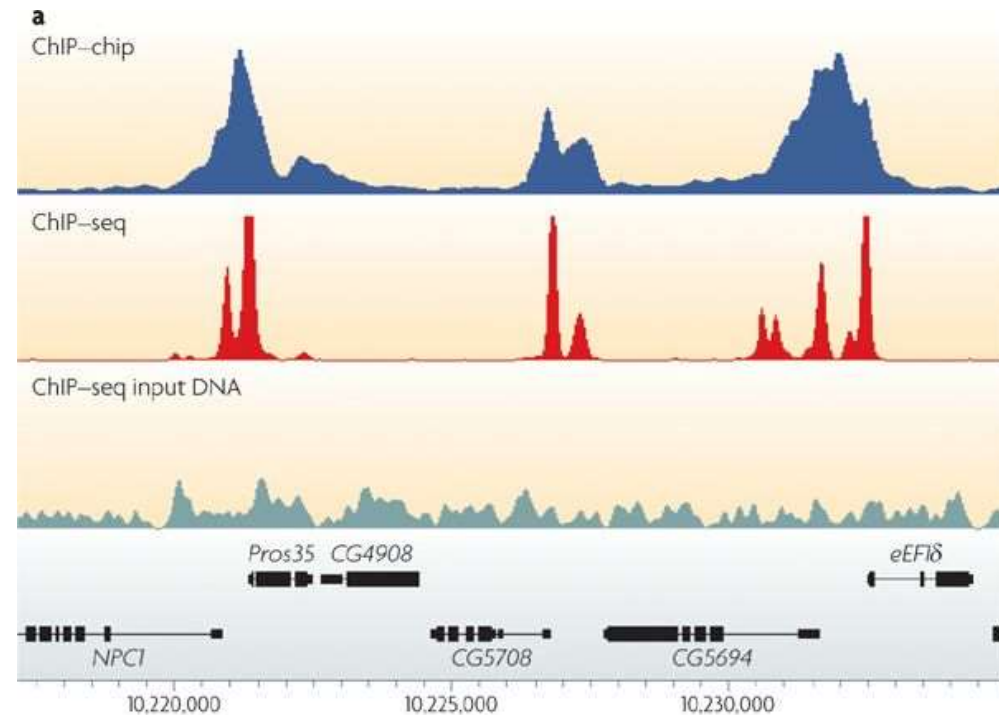 a
ChIP–chip
ChIP–seq
ChIP–seq input DNA
Pros35 CG4908 eEF1δ
NPC1 CG5708 CG5694
10,220,000 10,225,000 10,230,000